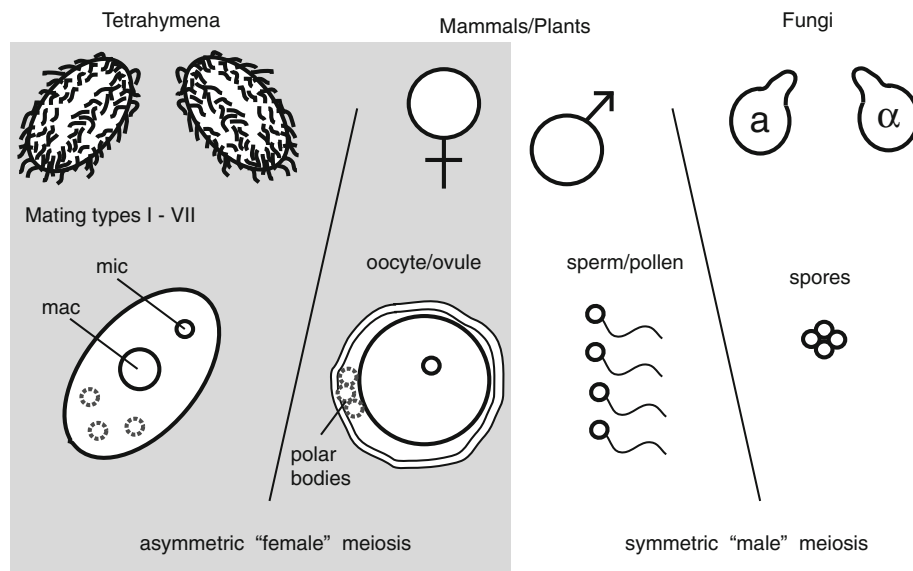 Tetrahymena
Mammals/Plants
Fungi
a
α
Mating types I - VII
oocyte/ovule
sperm/pollen
spores
mic
mac
polar
bodies
asymmetric “female” meiosis
symmetric “male” meiosis